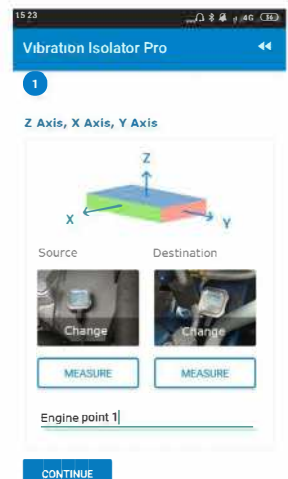 15 23 4G 36
Vibration Isolator Pro
1
Z Axis, X Axis, Y Axis
Z
X Y
Source Destination
Change Change
MEASURE MEASURE
Engine point 1
CONTINUE